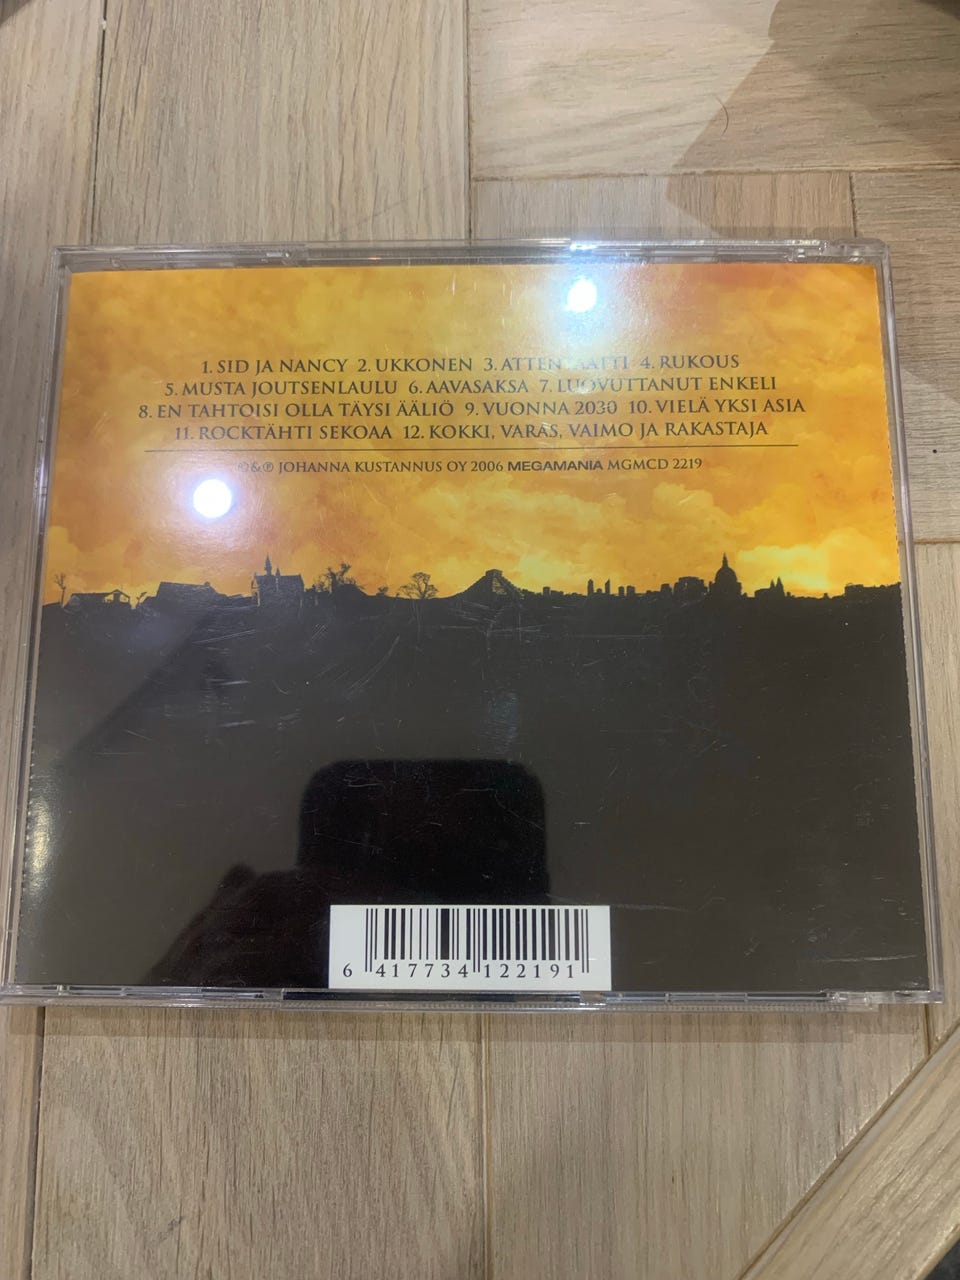 1. SID JA NANCY 2. UKKONEN 3. ATTENTAATTI 4. RUKOUS
5. MUSTA JOUTSENLAULU 6. AAVASAKSA 7. LUOVUTTANUT ENKELI
8. EN TAHTOISI OLLA TÄYSI ÄÄLIÖ 9. VUONNA 2030 10. VIELÄ YKSI ASIA
11. ROCKTÄHTI SEKOAA 12. KOKKI, VARAS, VAIMO JA RAKASTAJA
©&℗ JOHANNA KUSTANNUS OY 2006 MEGAMANIA MGMCD 2219
6 417734 122191